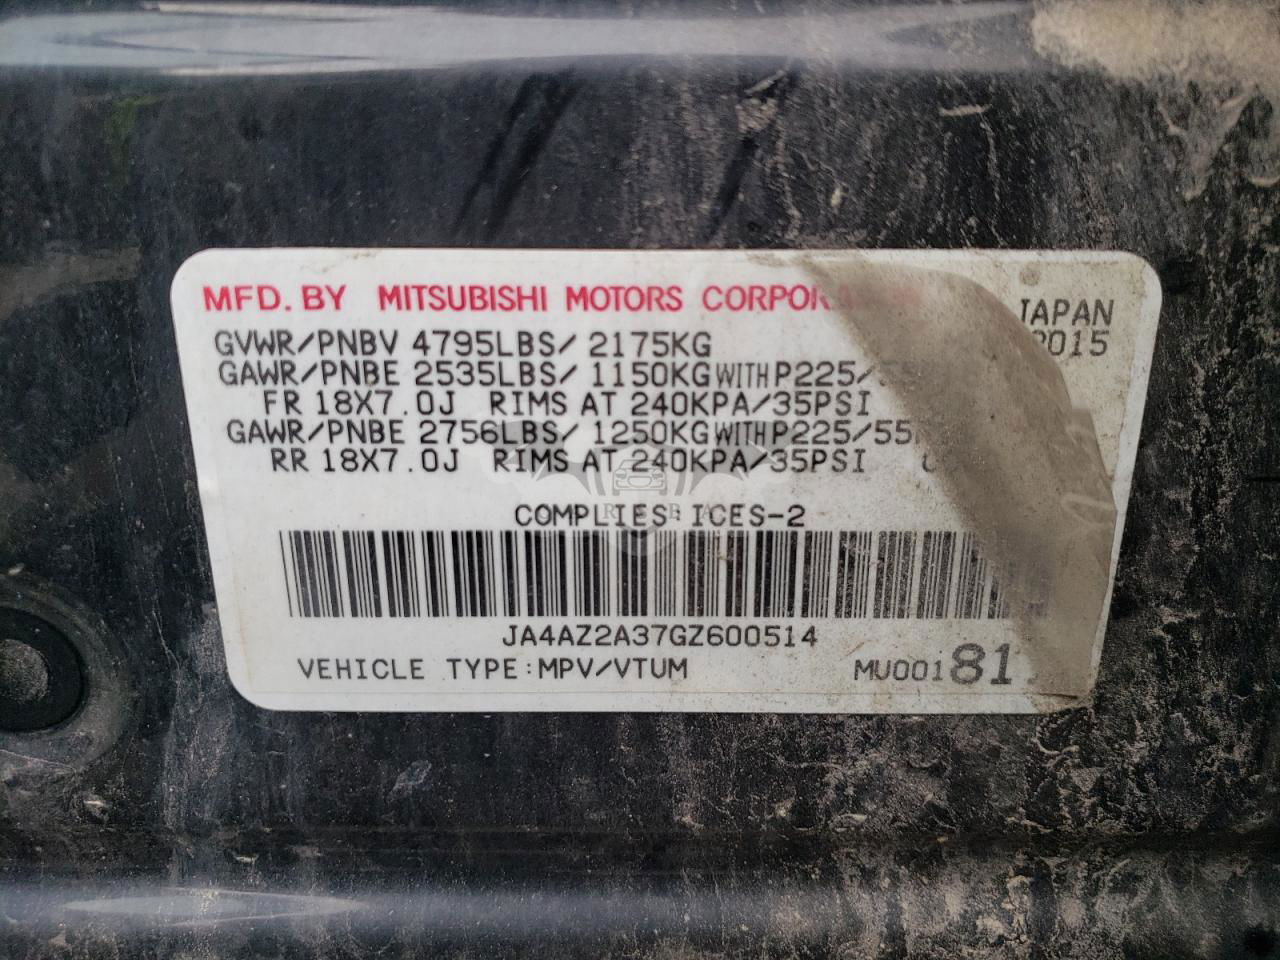 MFD. BY MITSUBISHI MOTORS JAPAN
GVWR/PNBV 4795LBS/ 2175KG 2015
GAWR/PNBE 2535LBS/ 1150KG WITH P225/
FR 18X7.0J RIMS AT 240KPA/35PSI
GAWR/PNBE 2756LBS/ 1250KG WITH P225/55
RR 18X7.0J RIMS AT 240KPA/35PSI
COMPLIES:ICES-2
JA4AZ2A37GZ600514
VEHICLE TYPE:MPV/VTUM MU001